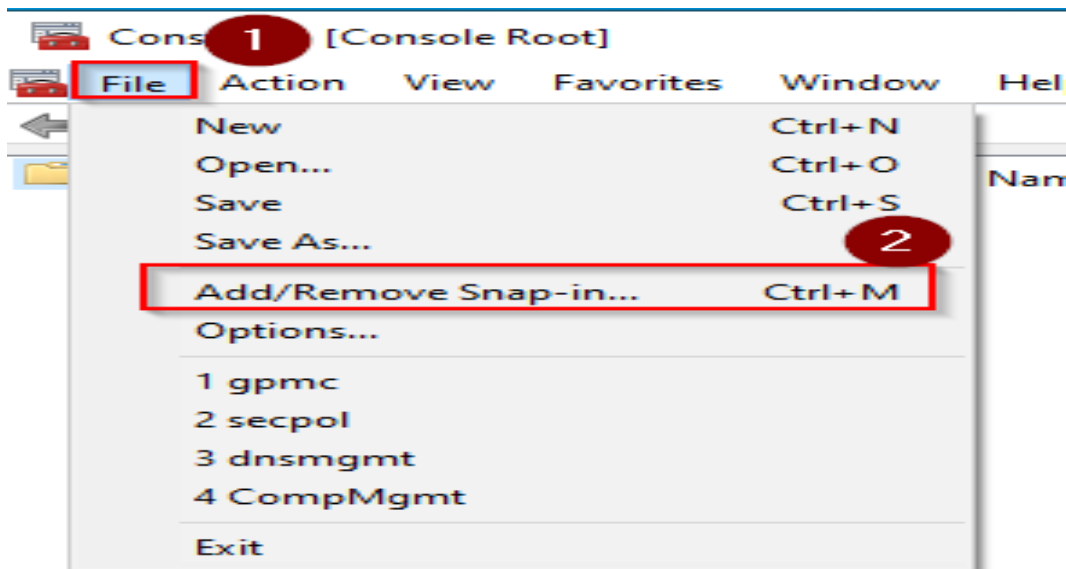 1
Cons [Console Root]
File Action View Favorites Window Hel
New Ctrl+N
Open... Ctrl+O
Nam
Save Ctrl+S
Save As...
2
Add/Remove Snap-in... Ctrl+M
Options...
1 gpmc
2 secpol
3 dnsmgmt
4 CompMgmt
Exit